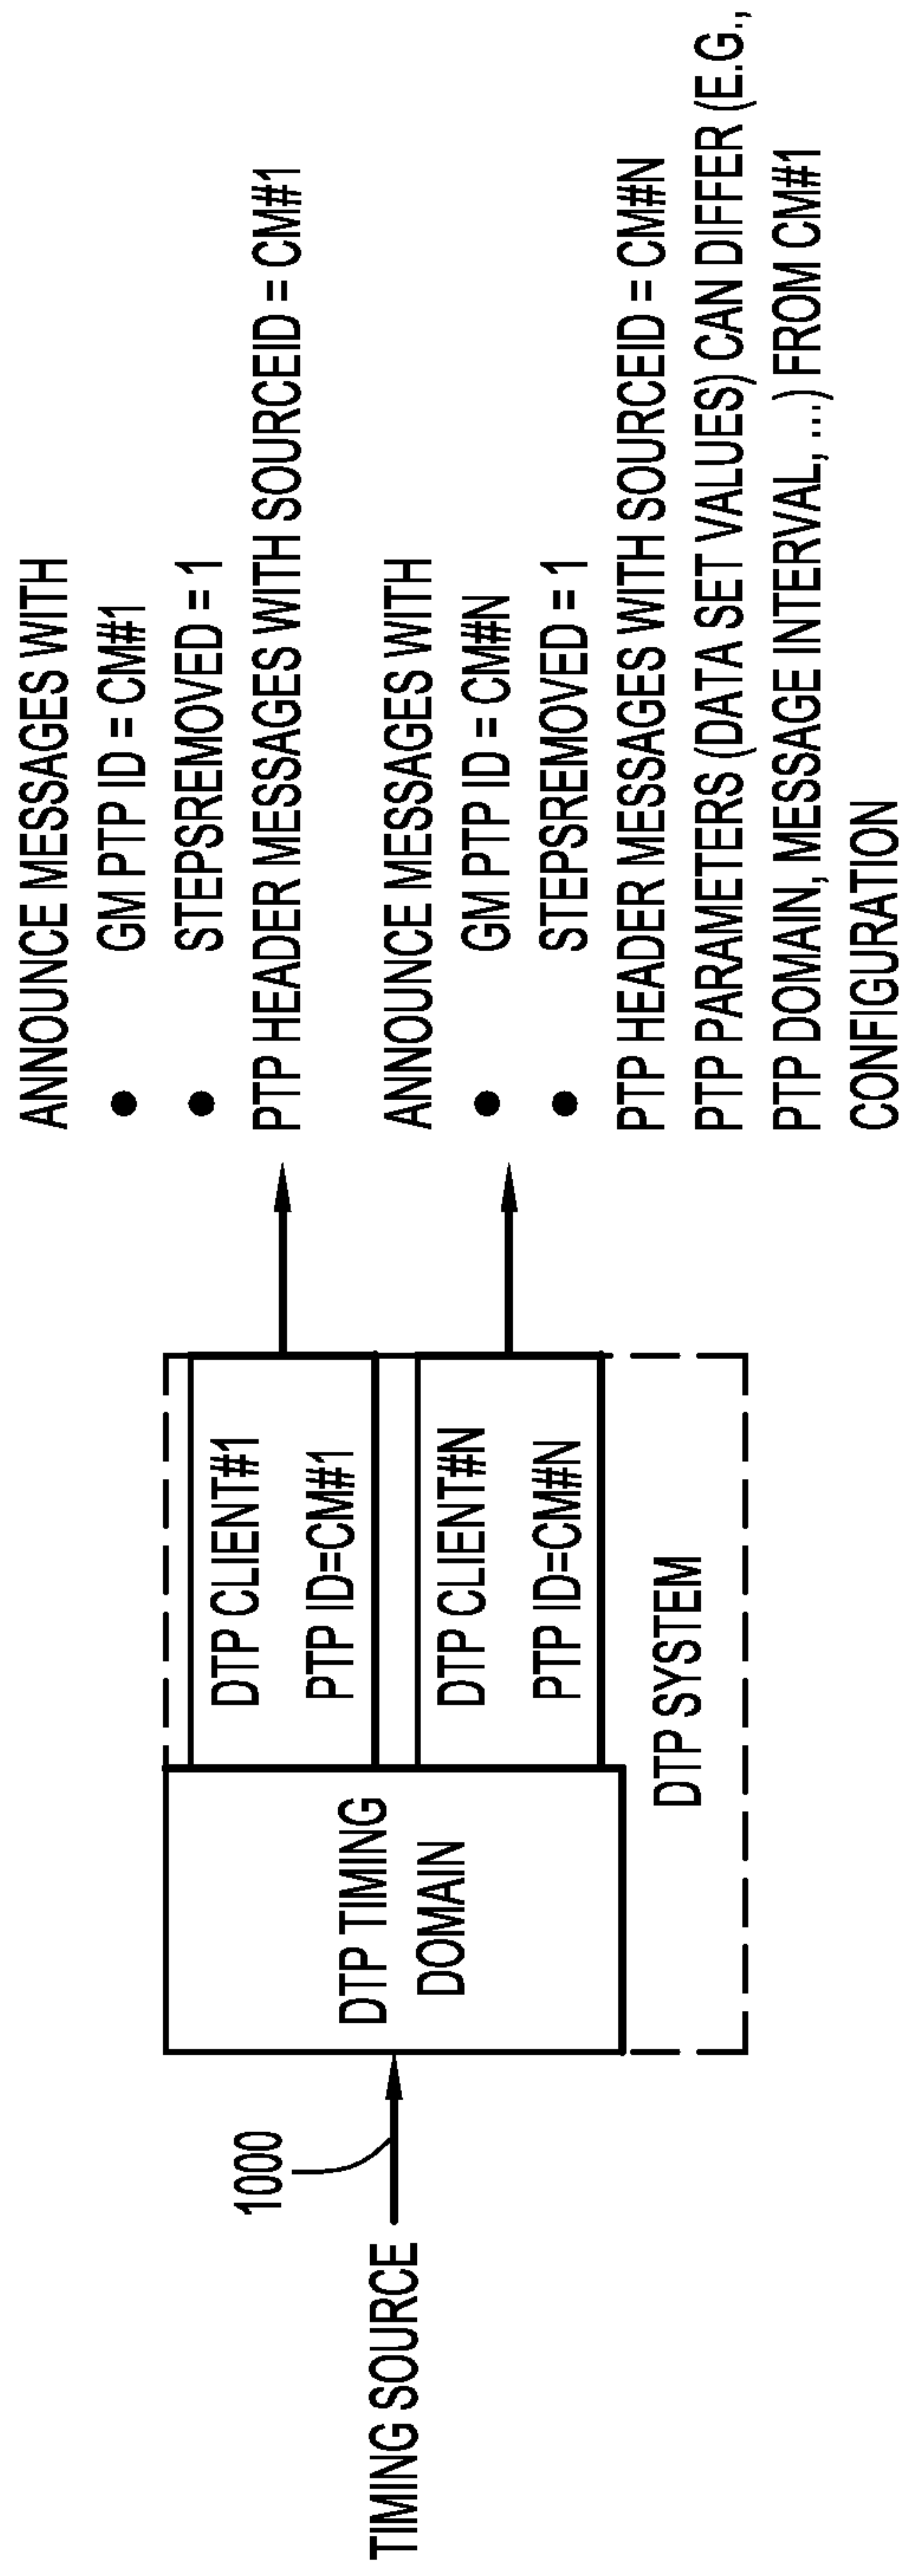 TIMING SOURCE
1000
DTP TIMING
DOMAIN
DTP CLIENT#1
PTP ID=CM#1
DTP CLIENT#N
PTP ID=CM#N
DTP SYSTEM
ANNOUNCE MESSAGES WITH
• GM PTP ID = CM#1
• STEPSREMOVED = 1
PTP HEADER MESSAGES WITH SOURCEID = CM#1
ANNOUNCE MESSAGES WITH
• GM PTP ID = CM#N
• STEPSREMOVED = 1
PTP HEADER MESSAGES WITH SOURCEID = CM#N
PTP PARAMETERS (DATA SET VALUES) CAN DIFFER (E.G.,
PTP DOMAIN, MESSAGE INTERVAL, ...) FROM CM#1
CONFIGURATION